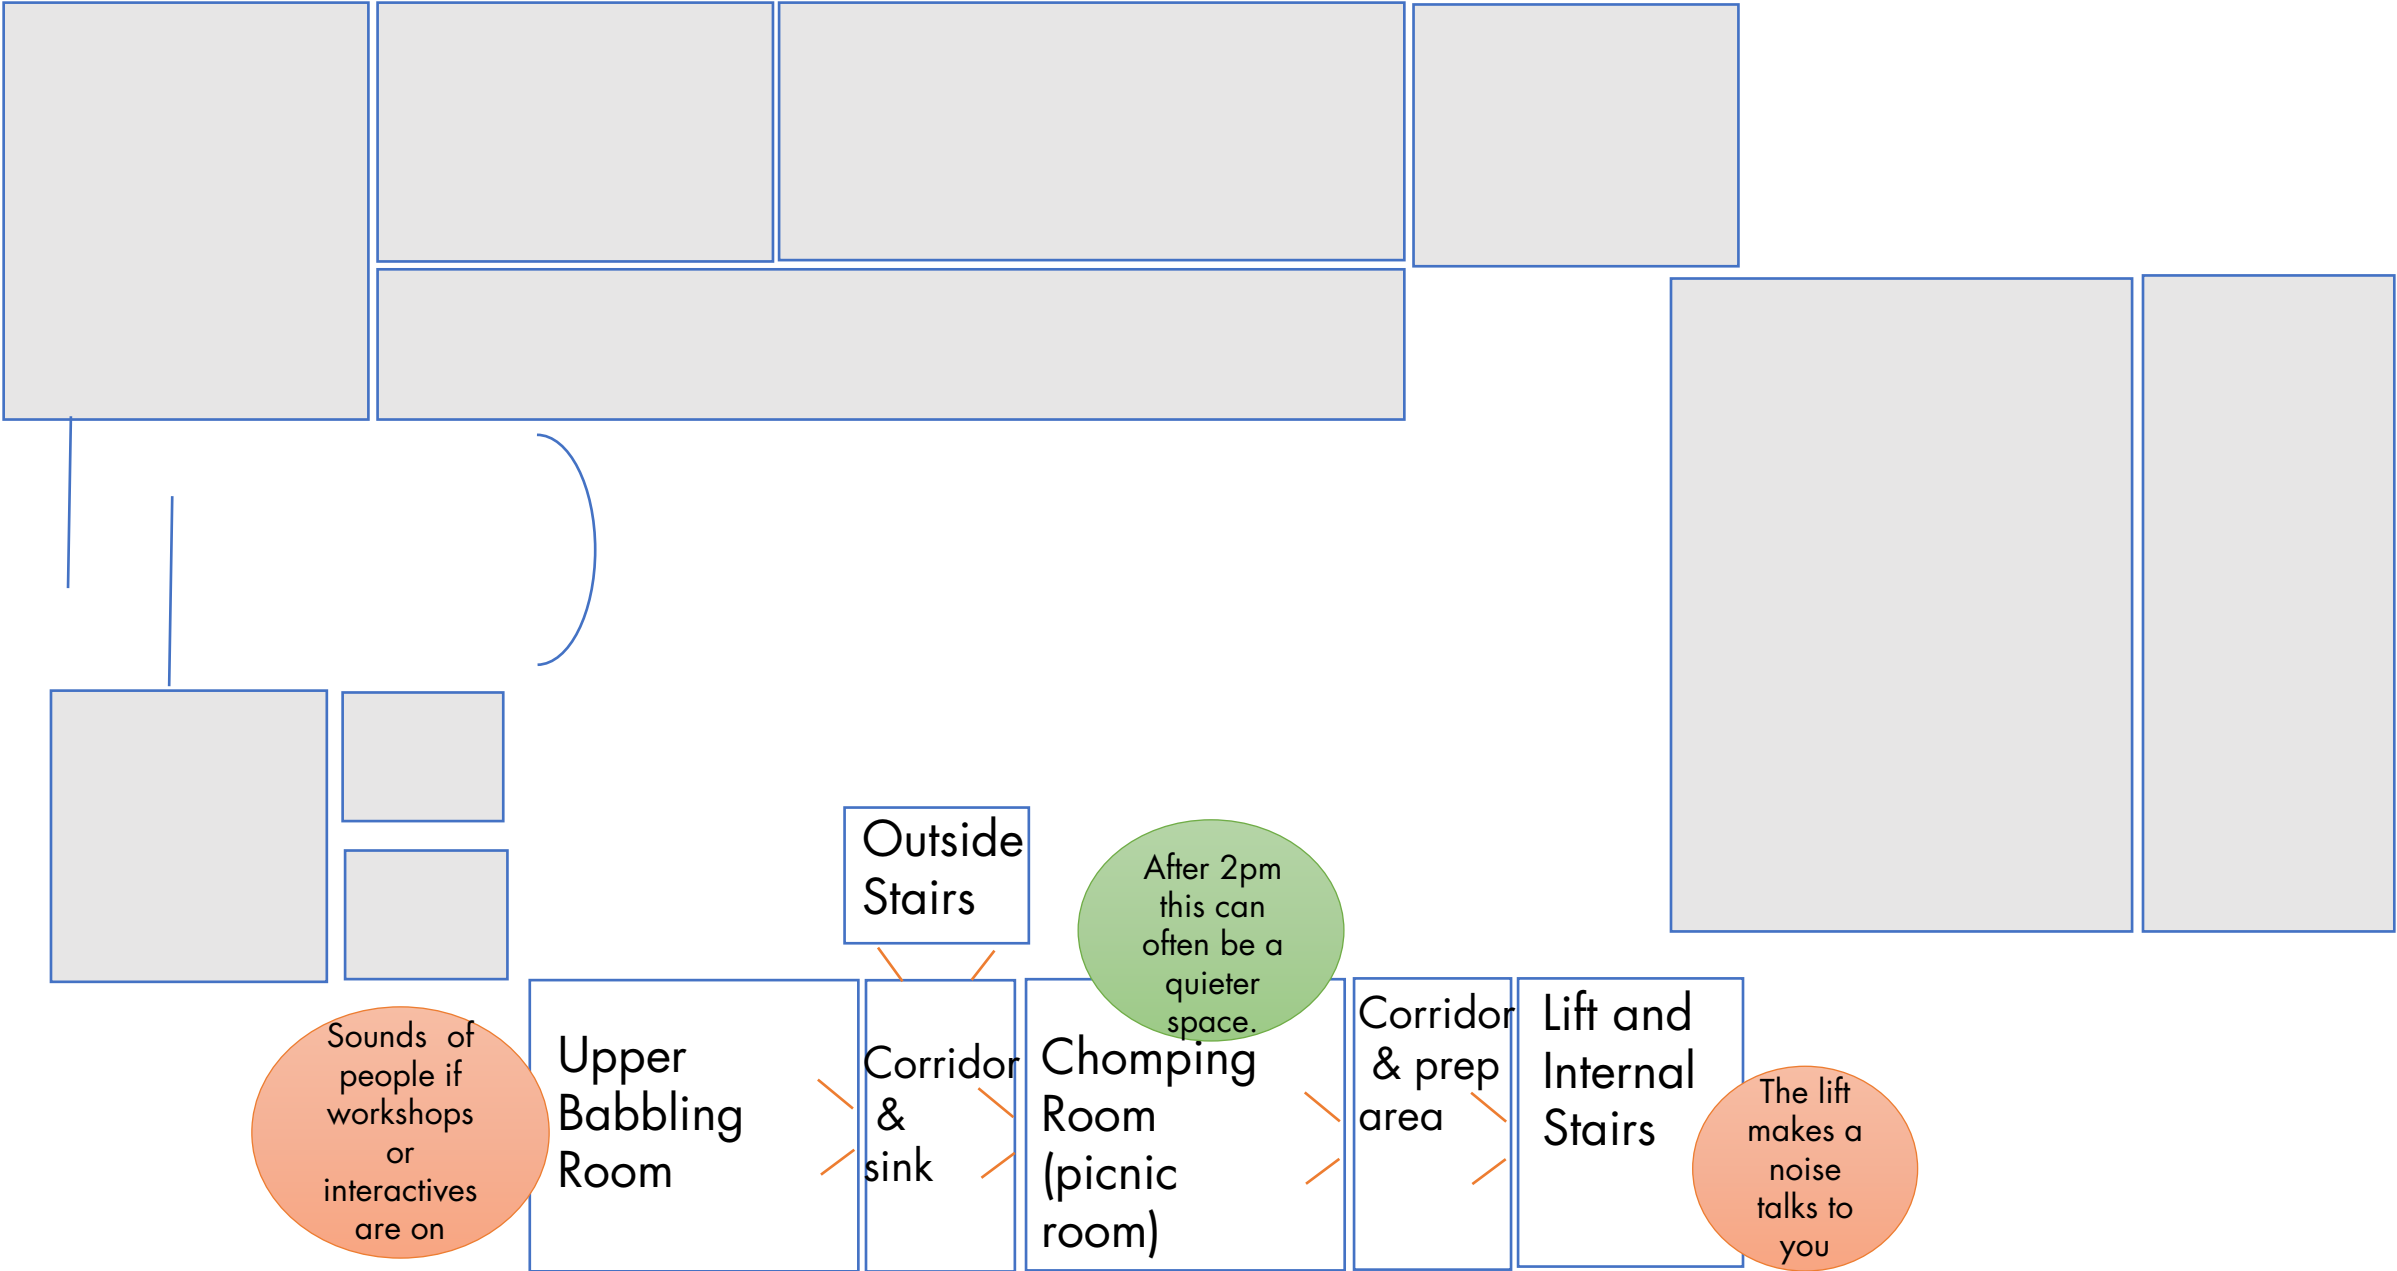 Outside
Stairs
After 2pm
this can
often be a
quieter
space.
Sounds of
people if
workshops
or
interactives
are on
Upper
Babbling
Room
Corridor
&
sink
Chomping
Room
(picnic
room)
Corridor
& prep
area
Lift and
Internal
Stairs
The lift
makes a
noise
talks to
you